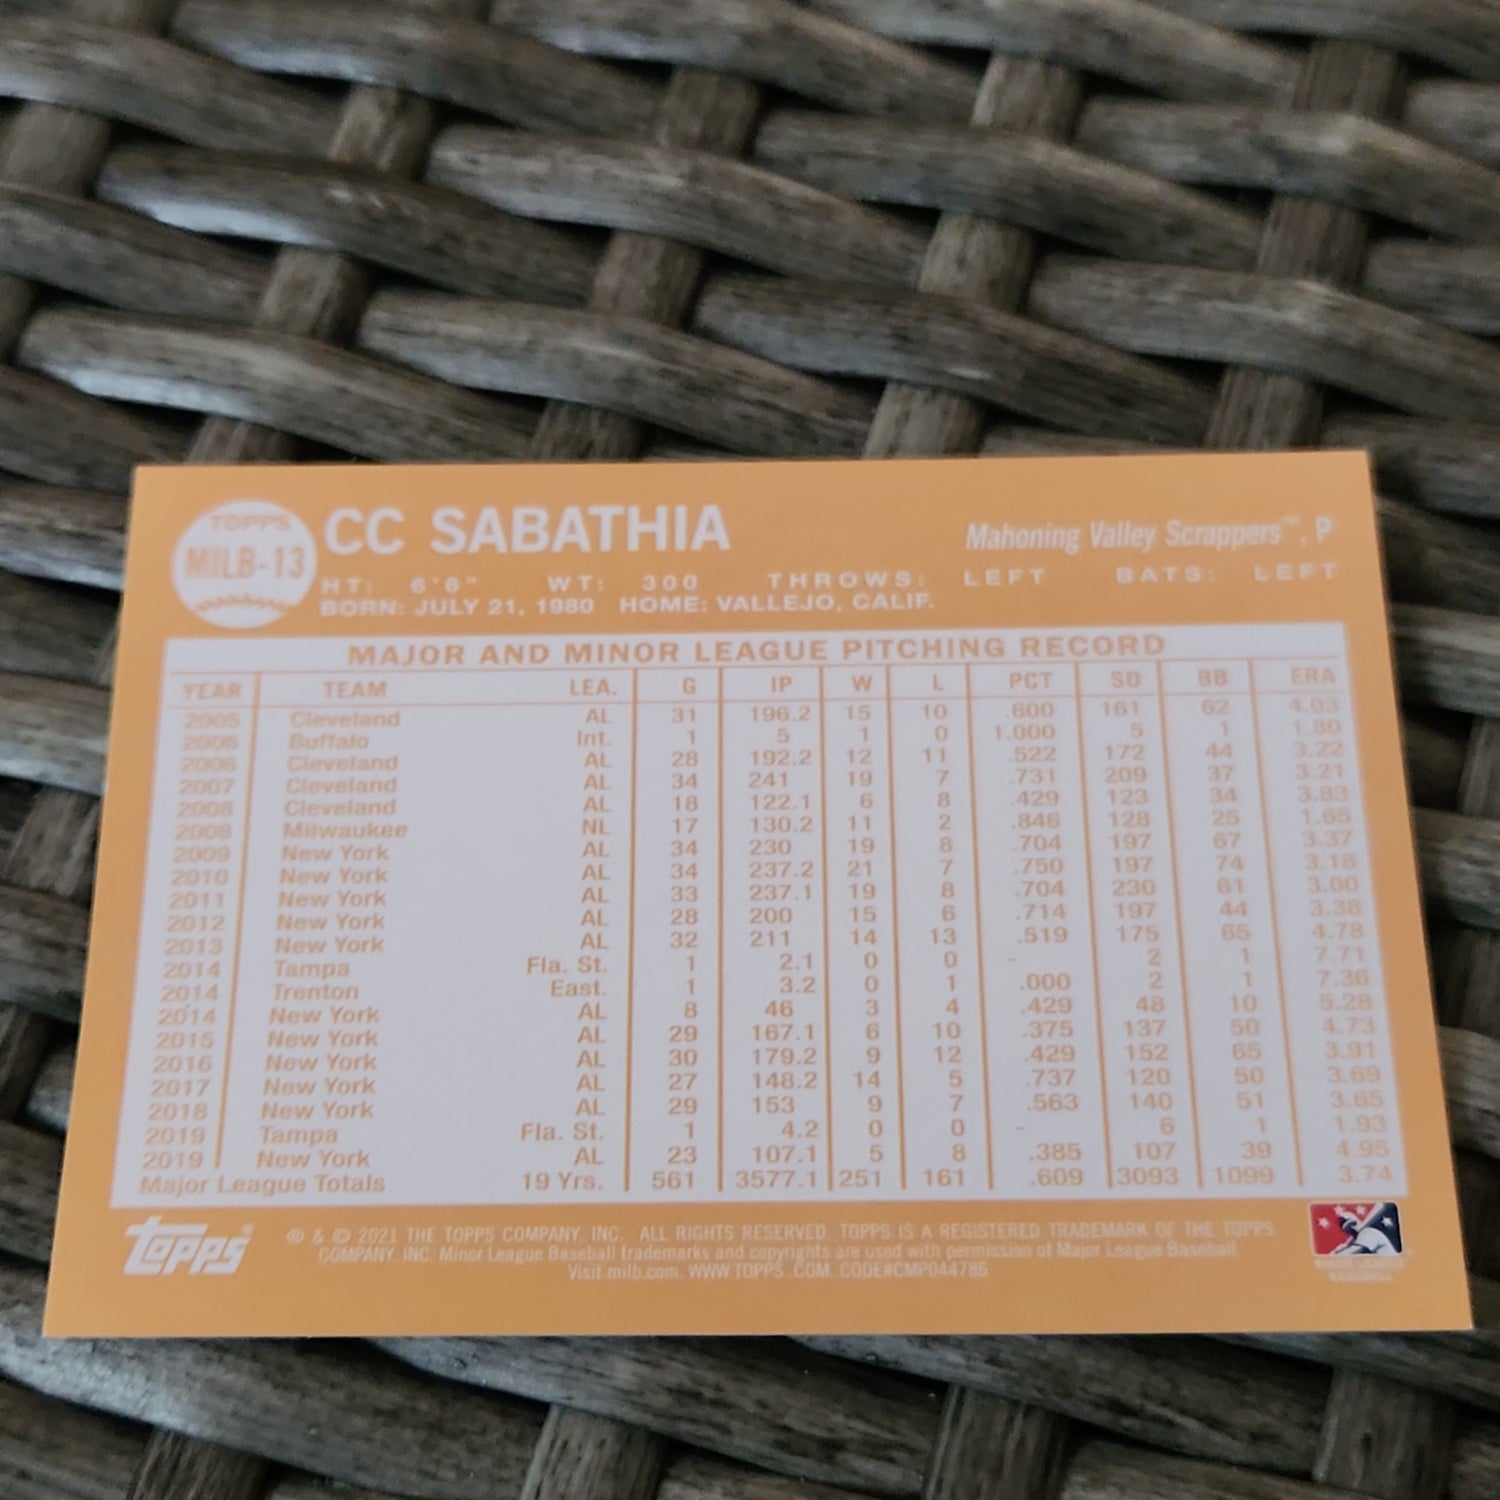 TOPPS
MILB-13
CC SABATHIA
Mahoning Valley Scrappers™, P
HT: 6'6" WT: 300 THROWS: LEFT BATS: LEFT
BORN: JULY 21, 1980 HOME: VALLEJO, CALIF.
MAJOR AND MINOR LEAGUE PITCHING RECORD
YEAR TEAM LEA. G IP W L PCT SO BB ERA
2005 Cleveland AL 31 196.2 15 10 .600 161 62 4.03
2006 Buffalo Int. 1 5 1 0 1.000 5 1 1.80
2006 Cleveland AL 28 192.2 12 11 .522 172 44 3.22
2007 Cleveland AL 34 241 19 7 .731 209 37 3.21
2008 Cleveland AL 18 122.1 6 8 .429 123 34 3.83
2008 Milwaukee NL 17 130.2 11 2 .846 128 25 1.65
2009 New York AL 34 230 19 8 .704 197 67 3.37
2010 New York AL 34 237.2 21 7 .750 197 74 3.18
2011 New York AL 33 237.1 19 8 .704 230 61 3.00
2012 New York AL 28 200 15 6 .714 197 44 3.38
2013 New York AL 32 211 14 13 .519 175 65 4.78
2014 Tampa Fla. St. 1 2.1 0 0 - 2 1 7.71
2014 Trenton East. 1 3.2 0 1 .000 2 1 7.36
2014 New York AL 8 46 3 4 .429 48 10 5.28
2015 New York AL 29 167.1 6 10 .375 137 50 4.73
2016 New York AL 30 179.2 9 12 .429 152 65 3.91
2017 New York AL 27 148.2 14 5 .737 120 50 3.69
2018 New York AL 29 153 9 7 .563 140 51 3.65
2019 Tampa Fla. St. 1 4.2 0 0 - 6 1 1.93
2019 New York AL 23 107.1 5 8 .385 107 39 4.95
Major League Totals 19 Yrs. 561 3577.1 251 161 .609 3093 1099 3.74
topps®
® & © 2021 THE TOPPS COMPANY, INC. ALL RIGHTS RESERVED. TOPPS IS A REGISTERED TRADEMARK OF THE TOPPS
COMPANY, INC. Minor League Baseball trademarks and copyrights are used with permission of Major League Baseball.
Visit milb.com. WWW.TOPPS.COM. CODE#CMP044786
MINOR LEAGUE
BASEBALL